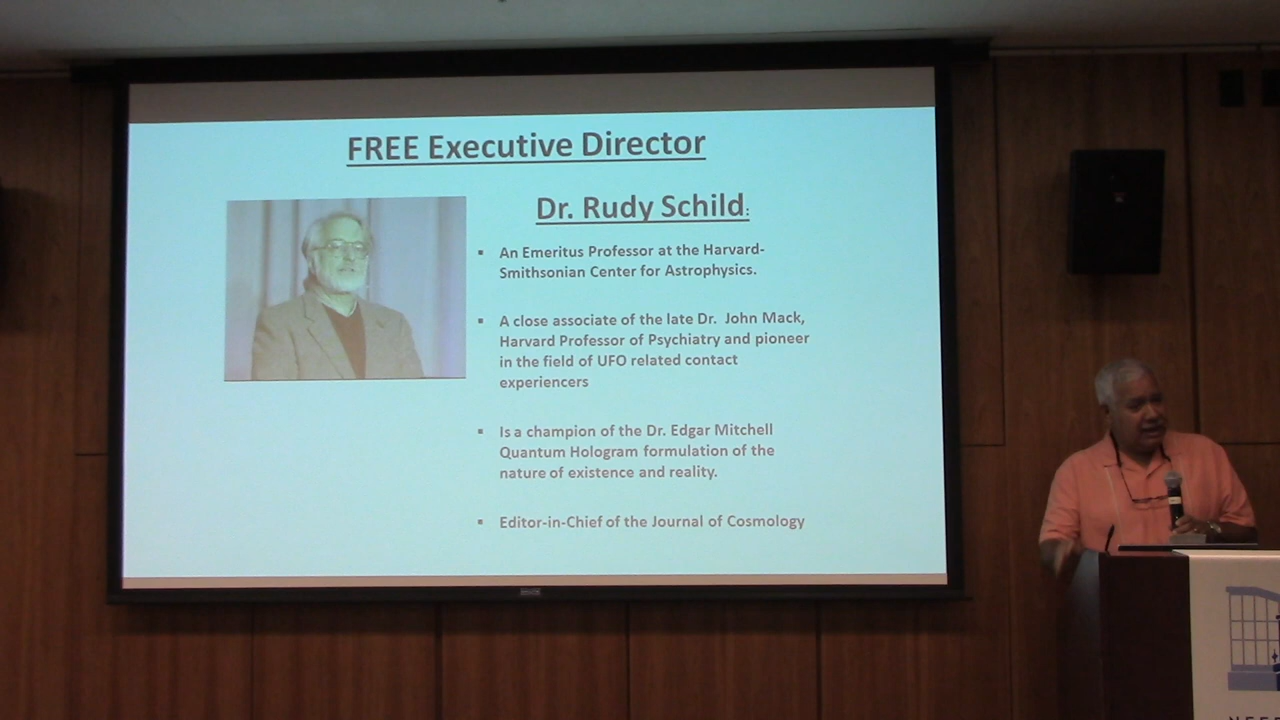 FREE Executive Director
Dr. Rudy Schild:
▪ An Emeritus Professor at the Harvard-
Smithsonian Center for Astrophysics.
▪ A close associate of the late Dr. John Mack,
Harvard Professor of Psychiatry and pioneer
in the field of UFO related contact
experiencers
▪ Is a champion of the Dr. Edgar Mitchell
Quantum Hologram formulation of the
nature of existence and reality.
▪ Editor-in-Chief of the Journal of Cosmology